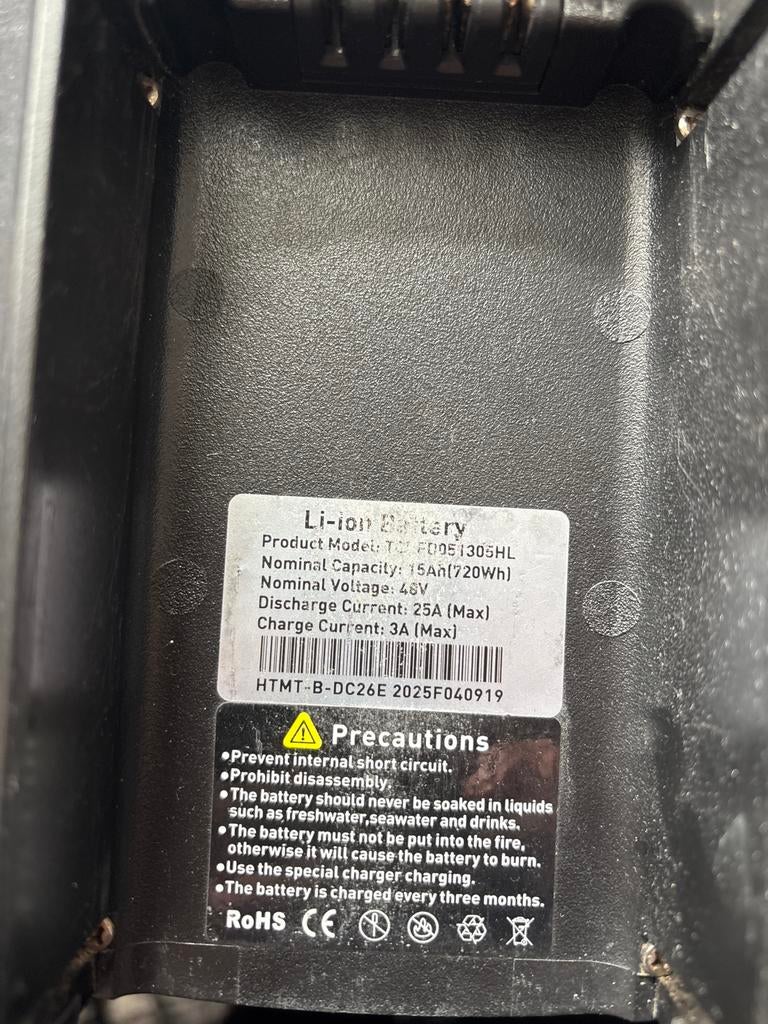 Li-ion Battery
Product Model: FD051305HL
Nominal Capacity: 15Ah(720Wh)
Nominal Voltage: 48V
Discharge Current: 25A (Max)
Charge Current: 3A (Max)
HTMT-B-DC26E 2025F040919
Precautions
•Prevent internal short circuit.
•Prohibit disassembly.
•The battery should never be soaked in liquids
such as freshwater,seawater and drinks.
•The battery must not be put into the fire,
otherwise it will cause the battery to burn.
•Use the special charger charging.
•The battery is charged every three months.
RoHS CE